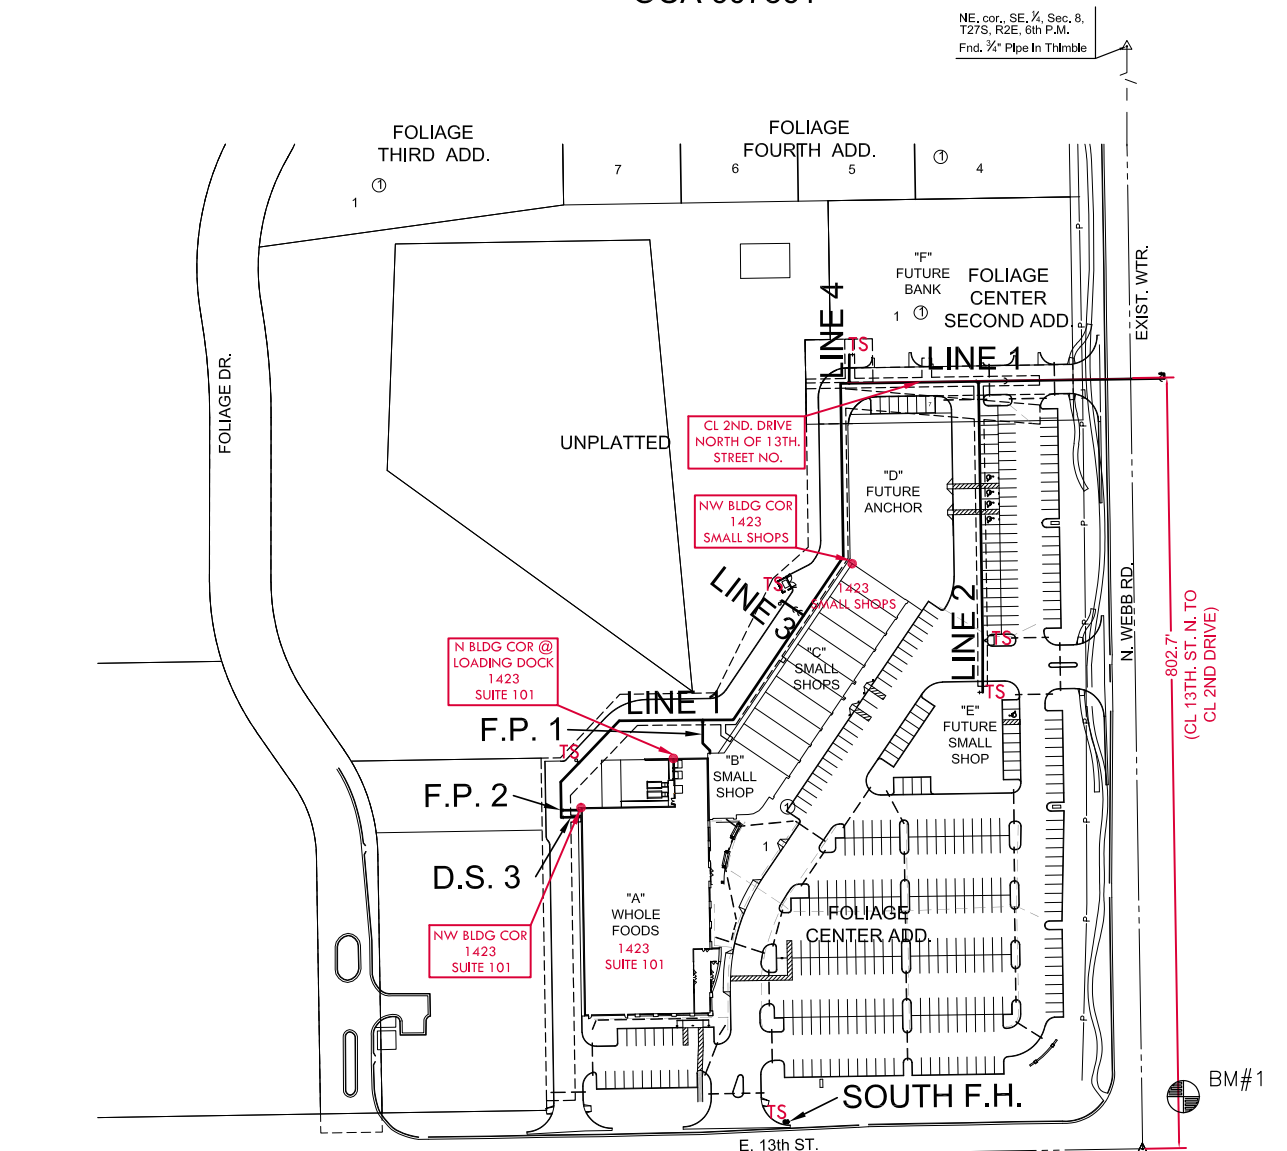 NE. cor., SE. ¼, Sec. 8,
T27S, R2E, 6th P.M.
Fnd. ¾" Pipe in Thimble
FOLIAGE
THIRD ADD.
1
1
7
6
FOLIAGE
FOURTH ADD.
5
1
4
P
EXIST. WTR.
"F"
FUTURE
BANK
1
1
FOLIAGE
CENTER
SECOND ADD.
P
LINE 4
TS
LINE 1
FOLIAGE DR.
UNPLATTED
CL 2ND. DRIVE
NORTH OF 13TH.
STREET NO.
7
P
"D"
FUTURE
ANCHOR
NW BLDG COR
1423
SMALL SHOPS
P
TS
LINE 3
1423
SMALL SHOPS
LINE 2
TS
N. WEBB RD.
802.7'
(CL 13TH. ST. N. TO
CL 2ND DRIVE)
P
N BLDG COR @
LOADING DOCK
1423
SUITE 101
"C"
SMALL
SHOPS
TS
LINE 1
F.P. 1
"E"
FUTURE
SMALL
SHOP
TS
"B"
SMALL
SHOP
F.P. 2
1
P
1
D.S. 3
"A"
WHOLE
FOODS
1423
SUITE 101
FOLIAGE
CENTER ADD.
P
NW BLDG COR
1423
SUITE 101
P
BM#1
SOUTH F.H.
TS
E. 13th ST.